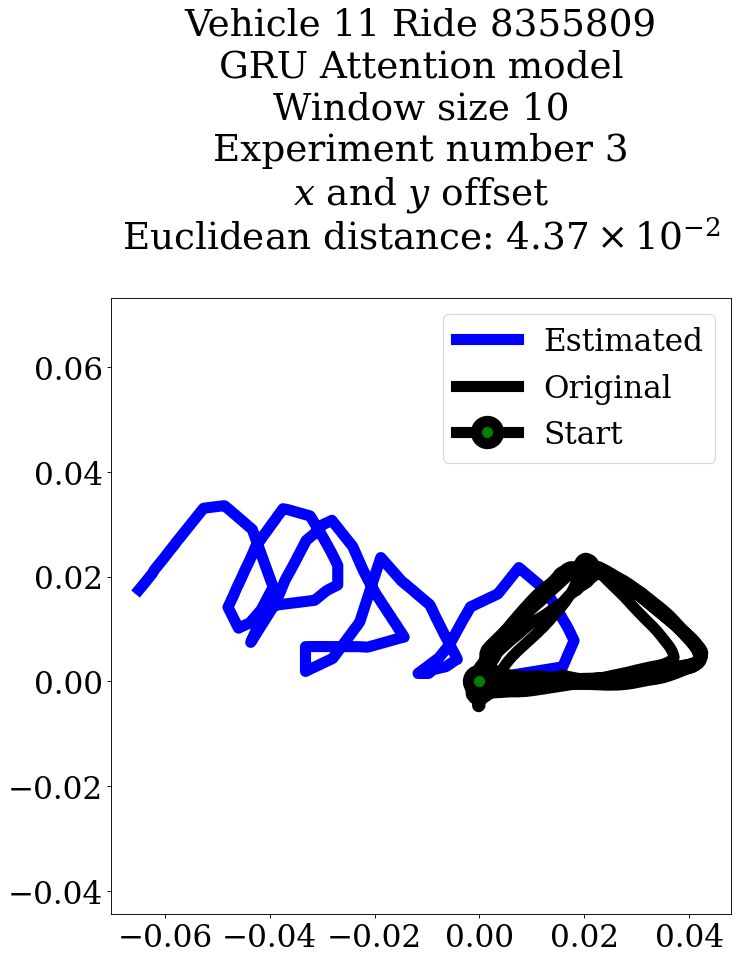 Vehicle 11 Ride 8355809
GRU Attention model
Window size 10
Experiment number 3
x and y offset
Euclidean distance: 4.37 × 10⁻²
Estimated
Original
Start
0.06
0.04
0.02
0.00
−0.02
−0.04
−0.06 −0.04 −0.02 0.00 0.02 0.04